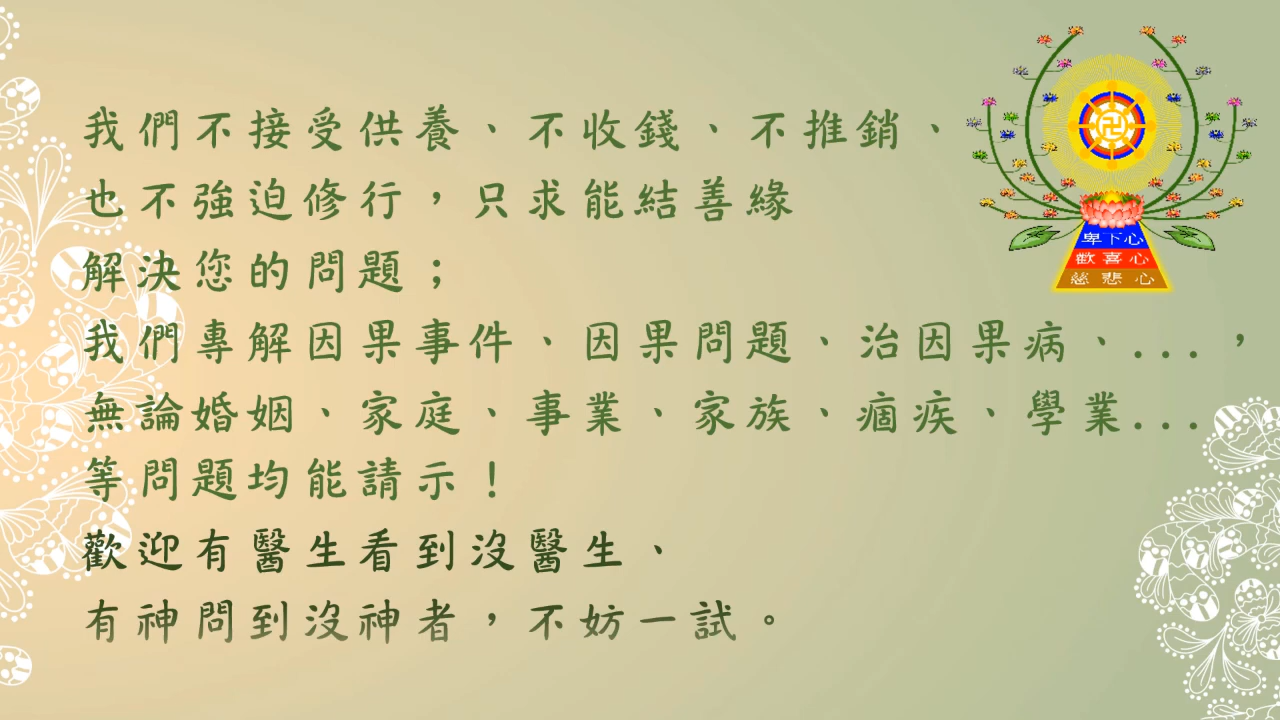 我們不接受供養、不收錢、不推銷、
也不強迫修行，只求能結善緣
解決您的問題；
我們專解因果事件、因果問題、治因果病、...，
無論婚姻、家庭、事業、家族、痼疾、學業...
等問題均能請示！
歡迎有醫生看到沒醫生、
有神問到沒神者，不妨一試。
卍
卑下心
歡喜心
慈悲心